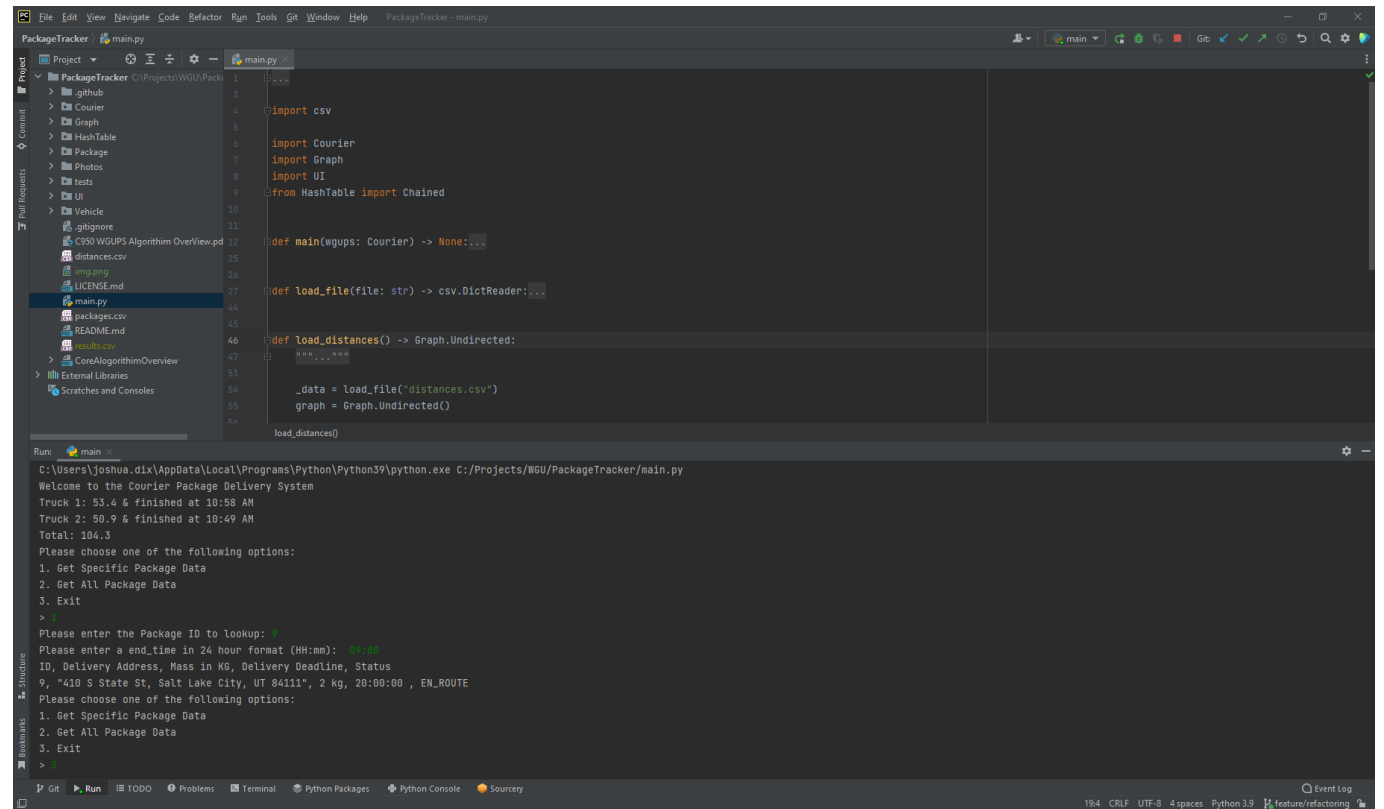 PC File Edit View Navigate Code Refactor Run Tools Git Window Help PackageTracker - main.py
PackageTracker main.py
main
Git:
Project
main.py
PackageTracker C:\Projects\WGU\Pack
.github
Courier
Graph
HashTable
Package
Photos
tests
UI
Vehicle
.gitignore
C950 WGUPS Algorithim OverView.pd
distances.csv
img.png
LICENSE.md
main.py
packages.csv
README.md
results.csv
CoreAlogorithimOverview
External Libraries
Scratches and Consoles
Project
Commit
Pull Requests
1 ...
3
4 import csv
5
6 import Courier
7 import Graph
8 import UI
9 from HashTable import Chained
10
11
12 def main(wgups: Courier) -> None:...
25
26
27 def load_file(file: str) -> csv.DictReader:...
44
45
46 def load_distances() -> Graph.Undirected:
47 """..."""
53
54 _data = load_file("distances.csv")
55 graph = Graph.Undirected()
56
load_distances()
Run: main
C:\Users\joshua.dix\AppData\Local\Programs\Python\Python39\python.exe C:/Projects/WGU/PackageTracker/main.py
Welcome to the Courier Package Delivery System
Truck 1: 53.4 & finished at 10:58 AM
Truck 2: 50.9 & finished at 10:49 AM
Total: 104.3
Please choose one of the following options:
1. Get Specific Package Data
2. Get All Package Data
3. Exit
> 1
Please enter the Package ID to lookup: 9
Please enter a end_time in 24 hour format (HH:mm): 09:00
ID, Delivery Address, Mass in KG, Delivery Deadline, Status
9, "410 S State St, Salt Lake City, UT 84111", 2 kg, 20:00:00 , EN_ROUTE
Please choose one of the following options:
1. Get Specific Package Data
2. Get All Package Data
3. Exit
>
Structure
Bookmarks
Git Run TODO Problems Terminal Python Packages Python Console Sourcery
Event Log
19:4 CRLF UTF-8 4 spaces Python 3.9 feature/refactoring